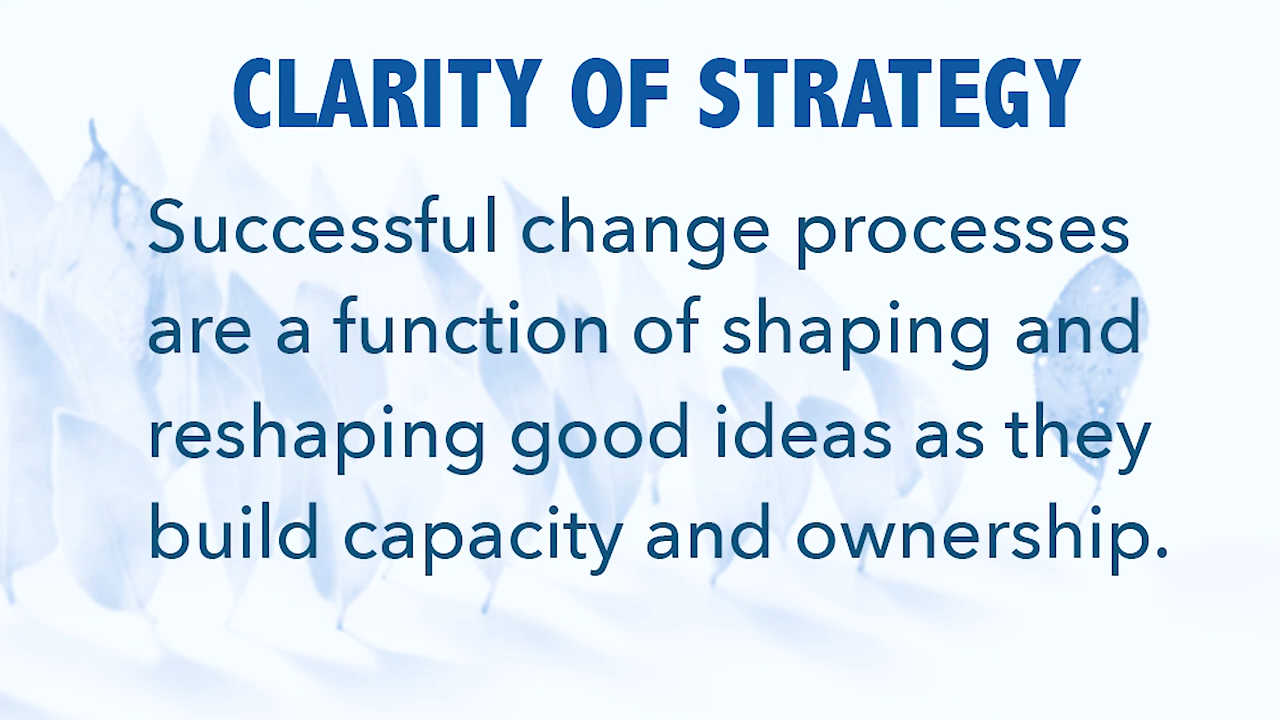 CLARITY OF STRATEGY
Successful change processes
are a function of shaping and
reshaping good ideas as they
build capacity and ownership.